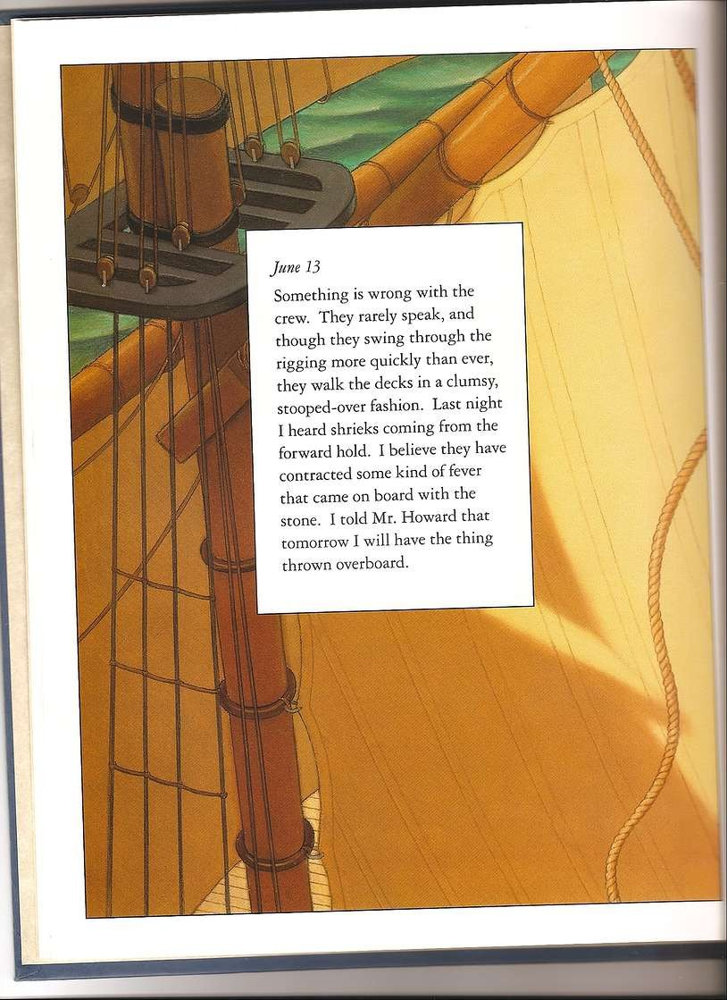 June 13
Something is wrong with the
crew. They rarely speak, and
though they swing through the
rigging more quickly than ever,
they walk the decks in a clumsy,
stooped-over fashion. Last night
I heard shrieks coming from the
forward hold. I believe they have
contracted some kind of fever
that came on board with the
stone. I told Mr. Howard that
tomorrow I will have the thing
thrown overboard.